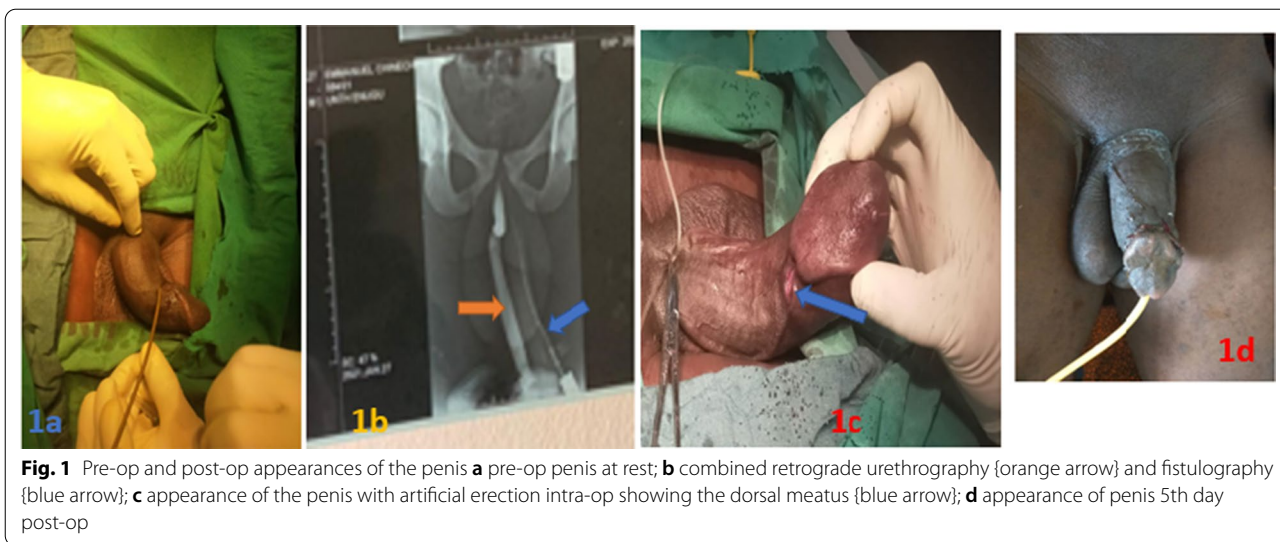 1a
1b
1c
1d
Fig. 1 Pre-op and post-op appearances of the penis a pre-op penis at rest; b combined retrograde urethrography {orange arrow} and fistulography
{blue arrow}; c appearance of the penis with artificial erection intra-op showing the dorsal meatus {blue arrow}; d appearance of penis 5th day
post-op